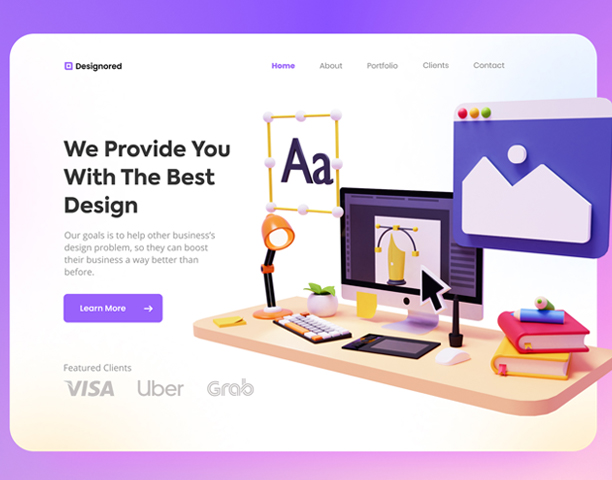 Designored
Home About Portfolio Clients Contact
We Provide You
With The Best
Design
Aa
Our goals is to help other business's
design problem, so they can boost
their business a way better than
before.
Learn More
Featured Clients
VISA Uber Grab